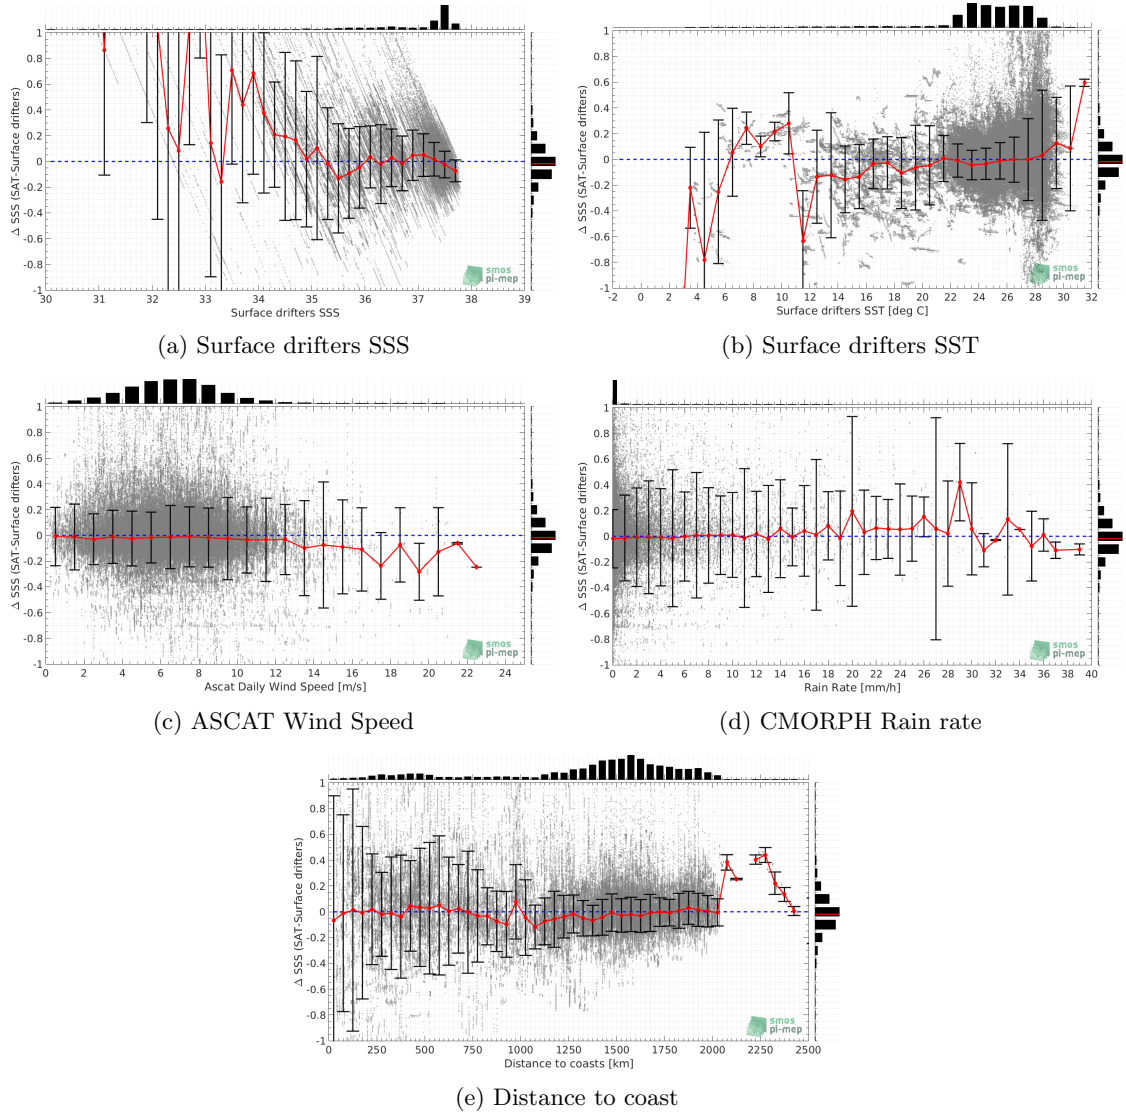 1
0.8
0.6
0.4
0.2
0
-0.2
-0.4
-0.6
-0.8
-1
Δ SSS (SAT-Surface drifters)
30 31 32 33 34 35 36 37 38 39
Surface drifters SSS
smos
pi-mep
(a) Surface drifters SSS
1
0.8
0.6
0.4
0.2
0
-0.2
-0.4
-0.6
-0.8
-1
Δ SSS (SAT-Surface drifters)
-2 0 2 4 6 8 10 12 14 16 18 20 22 24 26 28 30 32
Surface drifters SST [deg C]
smos
pi-mep
(b) Surface drifters SST
1
0.8
0.6
0.4
0.2
0
-0.2
-0.4
-0.6
-0.8
-1
Δ SSS (SAT-Surface drifters)
0 2 4 6 8 10 12 14 16 18 20 22 24
Ascat Daily Wind Speed [m/s]
smos
pi-mep
(c) ASCAT Wind Speed
1
0.8
0.6
0.4
0.2
0
-0.2
-0.4
-0.6
-0.8
-1
Δ SSS (SAT-Surface drifters)
0 2 4 6 8 10 12 14 16 18 20 22 24 26 28 30 32 34 36 38 40
Rain Rate [mm/h]
smos
pi-mep
(d) CMORPH Rain rate
1
0.8
0.6
0.4
0.2
0
-0.2
-0.4
-0.6
-0.8
-1
Δ SSS (SAT-Surface drifters)
0 250 500 750 1000 1250 1500 1750 2000 2250 2500
Distance to coasts [km]
smos
pi-mep
(e) Distance to coast